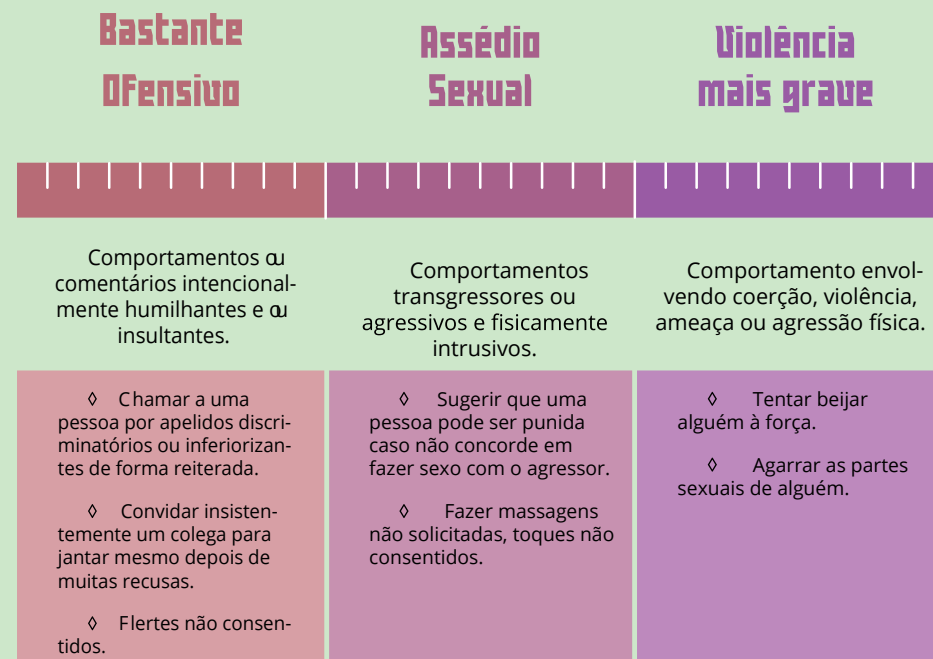 Bastante
Ofensivo
Comportamentos ou
comentários intencional-
mente humilhantes e ou
insultantes.
◊ Chamar a uma
pessoa por apelidos discri-
minatórios ou inferiorizan-
tes de forma reiterada.
◊ Convidar insisten-
temente um colega para
jantar mesmo depois de
muitas recusas.
◊ Flertes não consen-
tidos.
Assédio
Sexual
Comportamentos
transgressores ou
agressivos e fisicamente
intrusivos.
◊ Sugerir que uma
pessoa pode ser punida
caso não concorde em
fazer sexo com o agressor.
◊ Fazer massagens
não solicitadas, toques não
consentidos.
Violência
mais grave
Comportamento envol-
vendo coerção, violência,
ameaça ou agressão física.
◊ Tentar beijar
alguém à força.
◊ Agarrar as partes
sexuais de alguém.